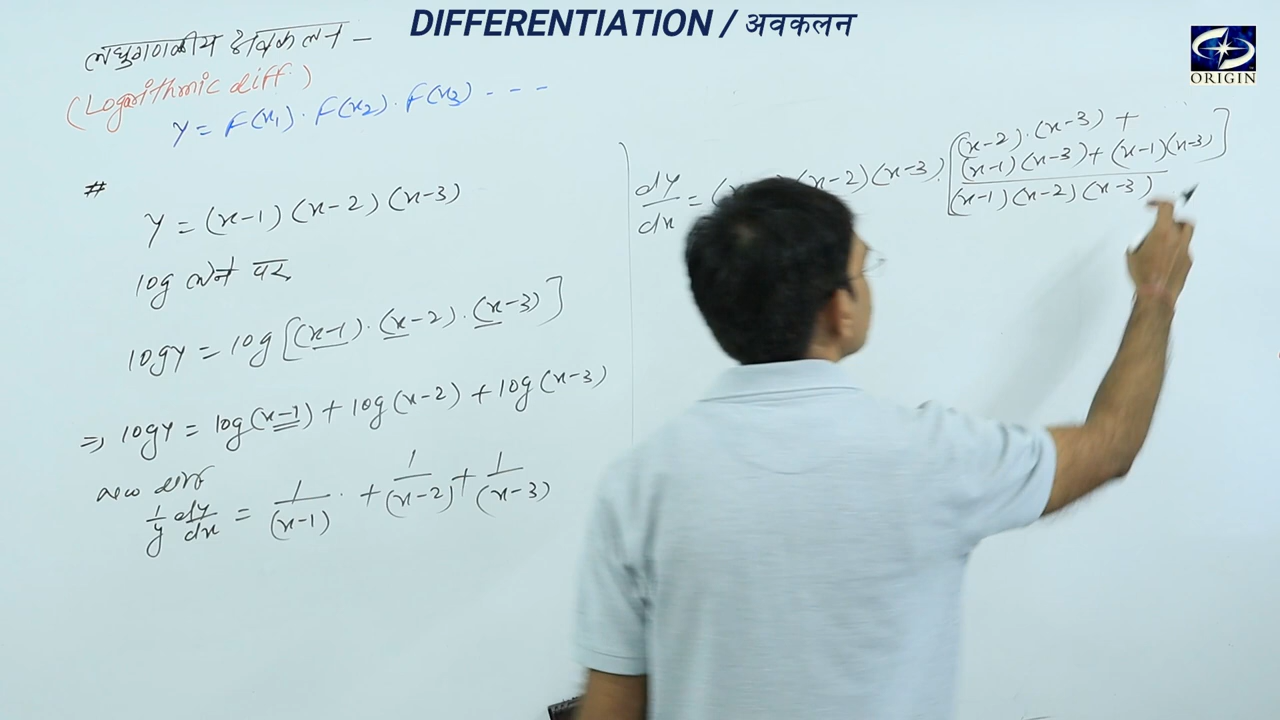 DIFFERENTIATION / अवकलन
ORIGIN
लघुगणकीय अवकलन –
(Logarithmic diff.)
Y = F(x₁) · F(x₂) · F(x₃) - - -
#
Y = (x-1) (x-2) (x-3)
log लेने पर
logy = log [(x-1) · (x-2) · (x-3)]
⇒ logy = log(x-1) + log(x-2) + log(x-3)
now diff
1/y dy/dx = 1/(x-1) · + 1/(x-2) + 1/(x-3)
dy/dx = (x-2)(x-3) · [(x-2)·(x-3) +
(x-1)(x-3) + (x-1)(x-3)]
(x-1)(x-2)(x-3)